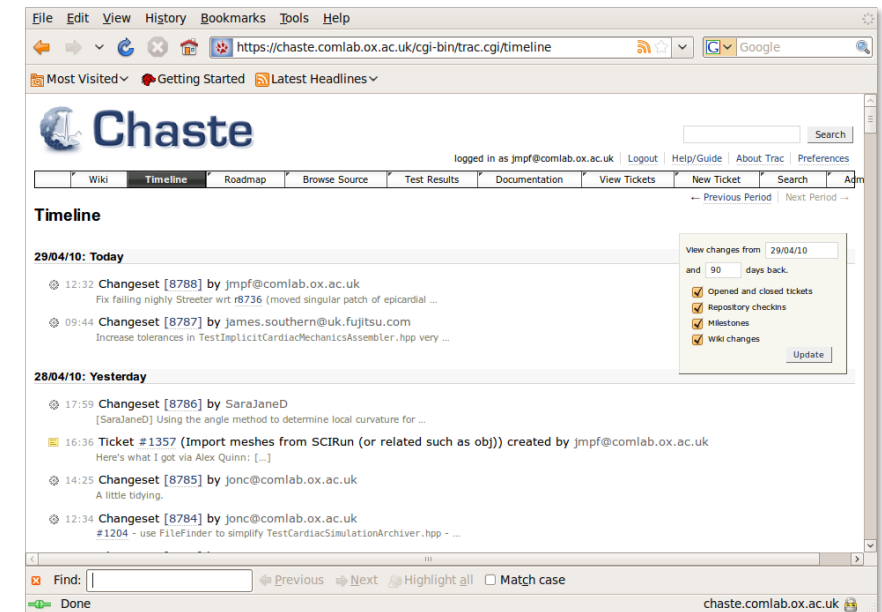 File Edit View History Bookmarks Tools Help
https://chaste.comlab.ox.ac.uk/cgi-bin/trac.cgi/timeline
G Google
Most Visited Getting Started Latest Headlines
Chaste
Search
logged in as jmpf@comlab.ox.ac.uk Logout Help/Guide About Trac Preferences
Wiki Timeline Roadmap Browse Source Test Results Documentation View Tickets New Ticket Search Adm
← Previous Period Next Period →
Timeline
View changes from 29/04/10
and 90 days back.
Opened and closed tickets
Repository checkins
Milestones
Wiki changes
Update
29/04/10: Today
12:32 Changeset [8788] by jmpf@comlab.ox.ac.uk
Fix failing nighly Streeter wrt r8736 (moved singular patch of epicardial ...
09:44 Changeset [8787] by james.southern@uk.fujitsu.com
Increase tolerances in TestImplicitCardiacMechanicsAssembler.hpp very ...
28/04/10: Yesterday
17:59 Changeset [8786] by SaraJaneD
[SaraJaneD] Using the angle method to determine local curvature for ...
16:36 Ticket #1357 (Import meshes from SCIRun (or related such as obj)) created by jmpf@comlab.ox.ac.uk
Here's what I got via Alex Quinn: [...]
14:25 Changeset [8785] by jonc@comlab.ox.ac.uk
A little tidying.
12:34 Changeset [8784] by jonc@comlab.ox.ac.uk
#1204 - use FileFinder to simplify TestCardiacSimulationArchiver.hpp - ...
Find: Previous Next Highlight all Match case
Done chaste.comlab.ox.ac.uk